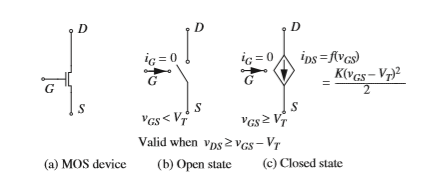 D
G
S
(a) MOS device
D
i_G = 0
G
S
v_GS < V_T
(b) Open state
D
i_G = 0
G
S
v_GS ≥ V_T
i_DS = f(v_GS)
= K(v_GS – V_T)²
2
(c) Closed state
Valid when v_DS ≥ v_GS – V_T